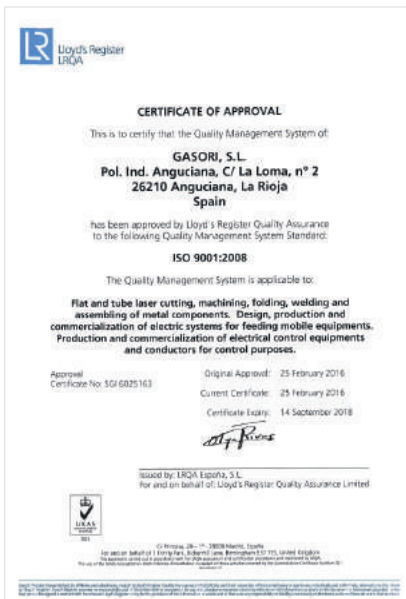 LR
Lloyd's Register
LRQA
CERTIFICATE OF APPROVAL
This is to certify that the Quality Management System of:
GASORI, S.L.
Pol. Ind. Anguciana, C/ La Loma, nº 2
26210 Anguciana, La Rioja
Spain
has been approved by Lloyd's Register Quality Assurance
to the following Quality Management System Standard:
ISO 9001:2008
The Quality Management System is applicable to:
Flat and tube laser cutting, machining, folding, welding and
assembling of metal components. Design, production and
commercialization of electric systems for feeding mobile equipments.
Production and commercialization of electrical control equipments
and conductors for control purposes.
Approval
Certificate No: SGI 6025163
Original Approval: 25 February 2016
Current Certificate: 25 February 2016
Certificate Expiry: 14 September 2018
Issued by: LRQA España, S.L.
For and on behalf of: Lloyd's Register Quality Assurance Limited
UKAS
001